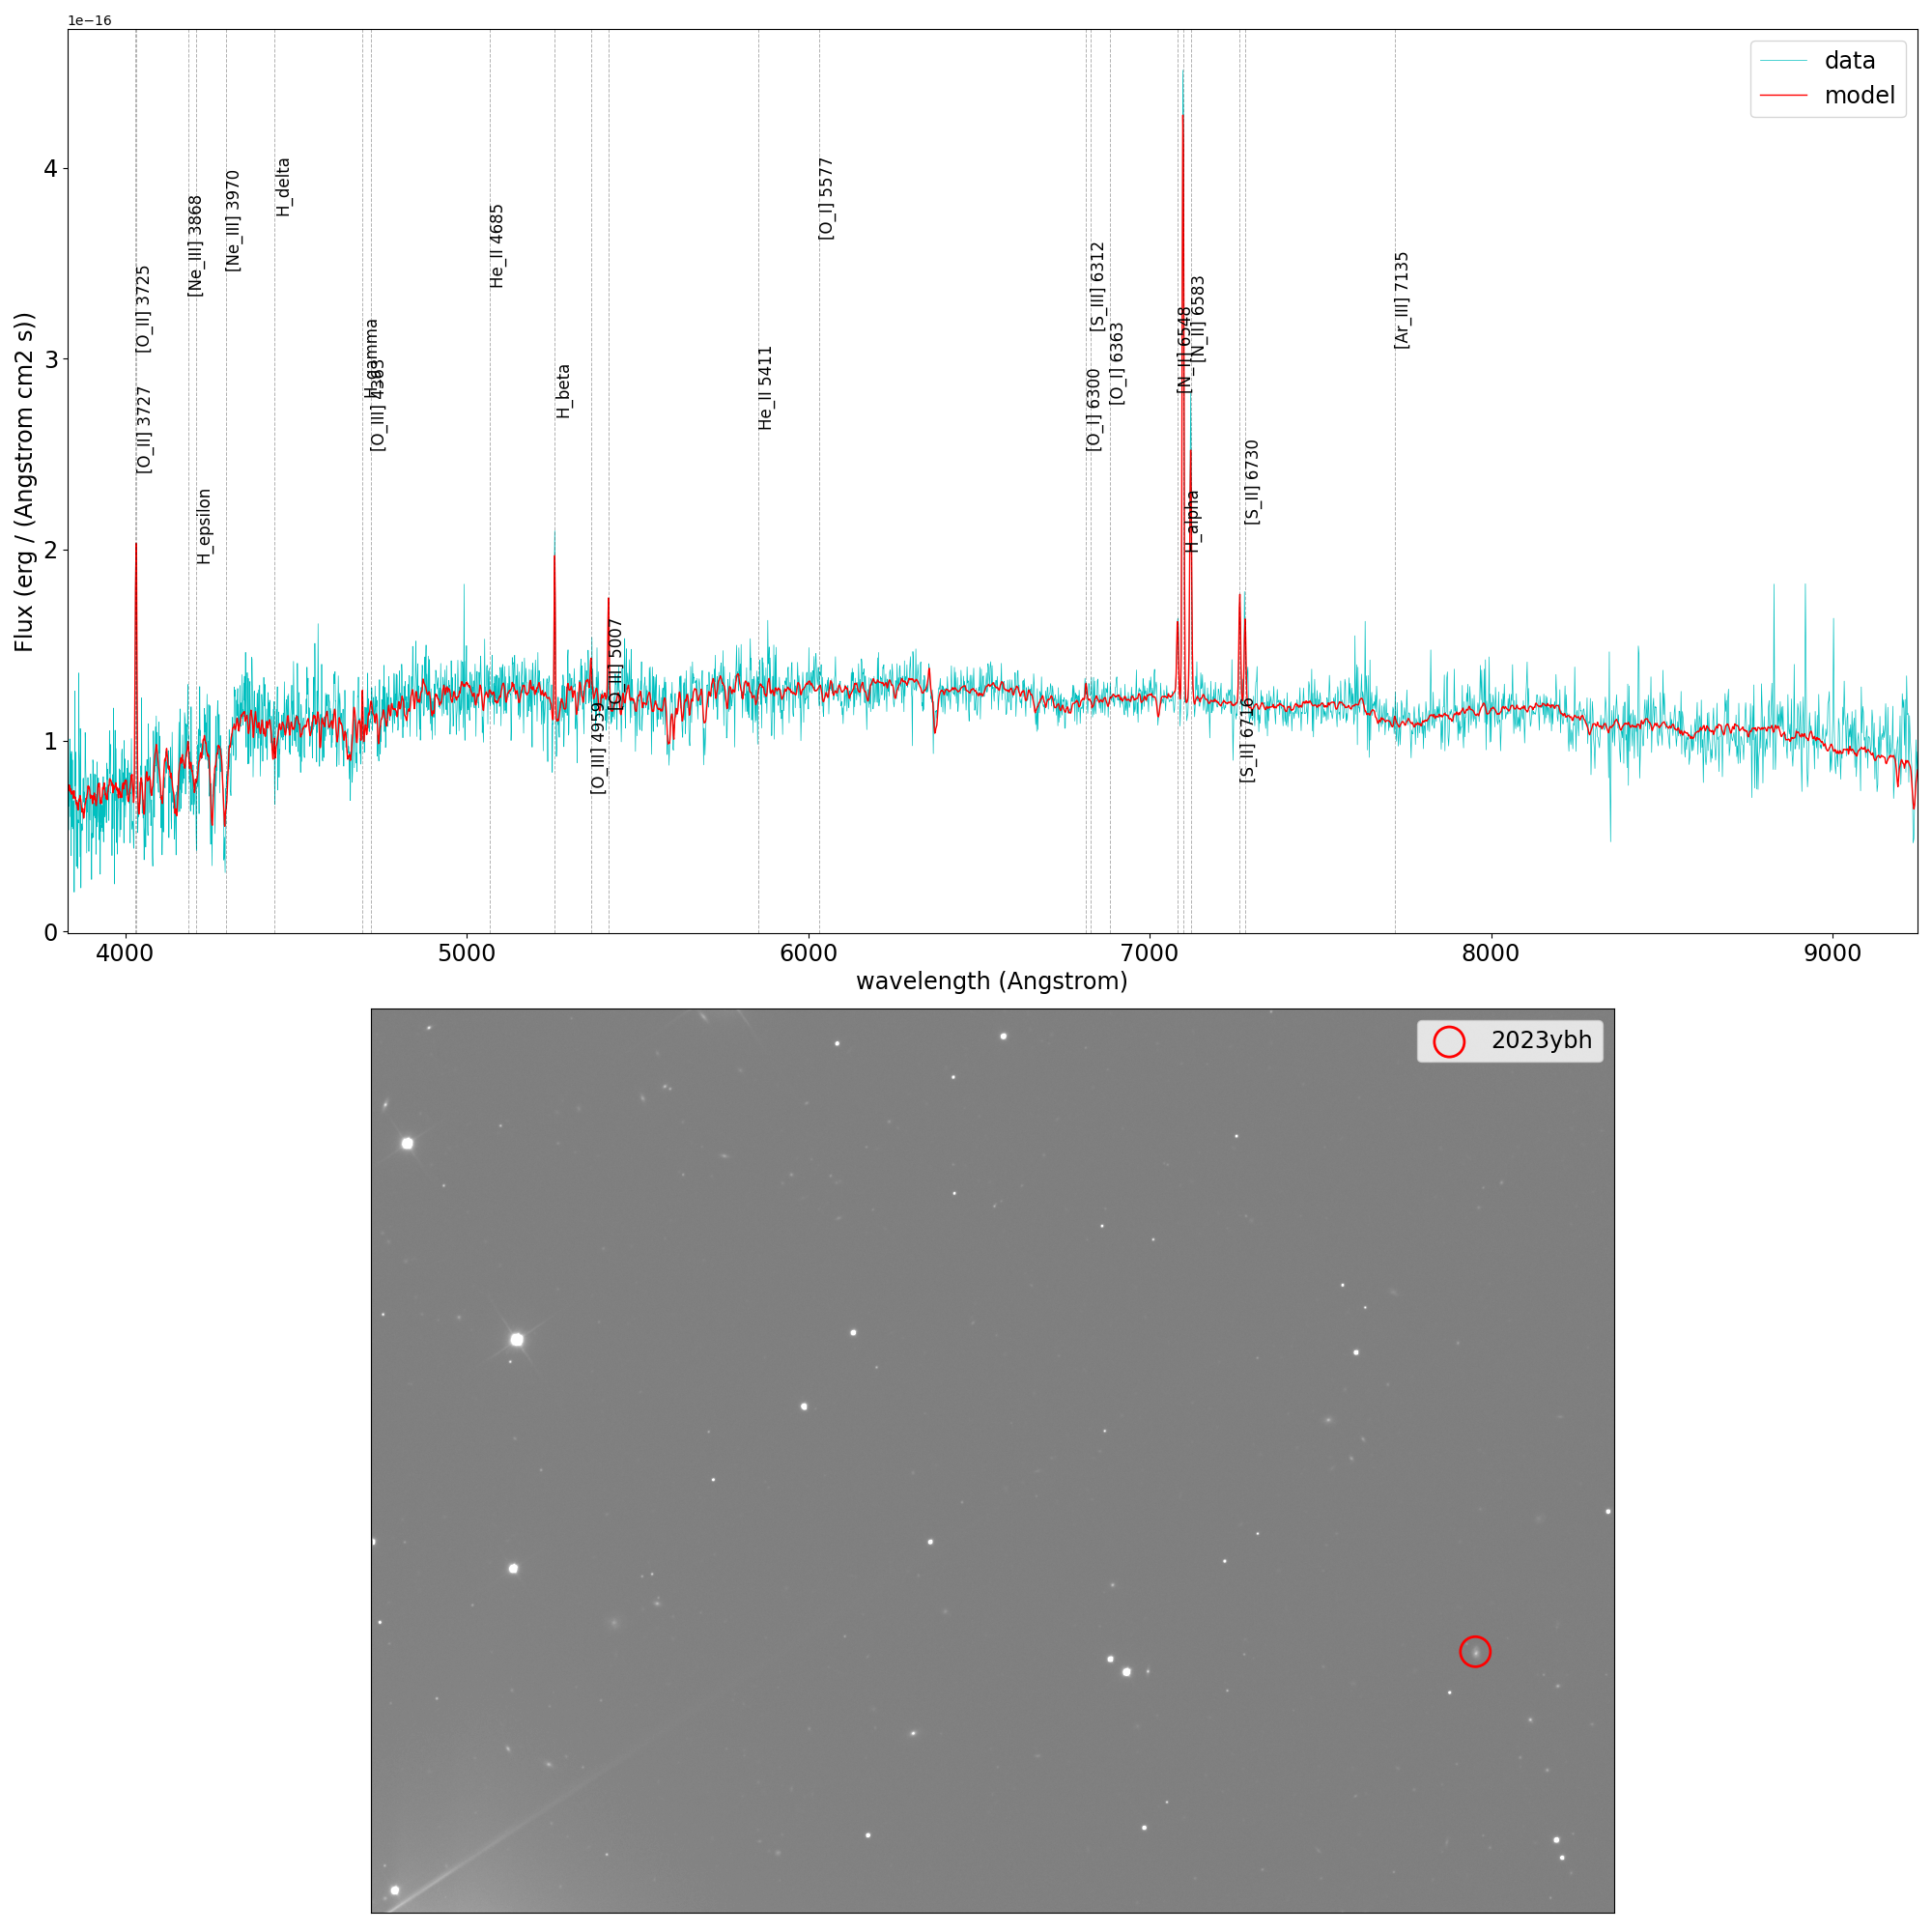 1e−16
data
model
4
3
2
1
0
Flux (erg / (Angstrom cm2 s))
[O_II] 3725
[O_II] 3727
[Ne_III] 3868
H_epsilon
[Ne_III] 3970
H_delta
H_gamma
[O_III] 4363
He_II 4685
H_beta
[O_III] 4959
[O_III] 5007
He_II 5411
[O_I] 5577
[O_I] 6300
[S_III] 6312
[O_I] 6363
[N_II] 6548
H_alpha
[N_II] 6583
[S_II] 6716
[S_II] 6730
[Ar_III] 7135
4000
5000
6000
7000
8000
9000
wavelength (Angstrom)
2023ybh